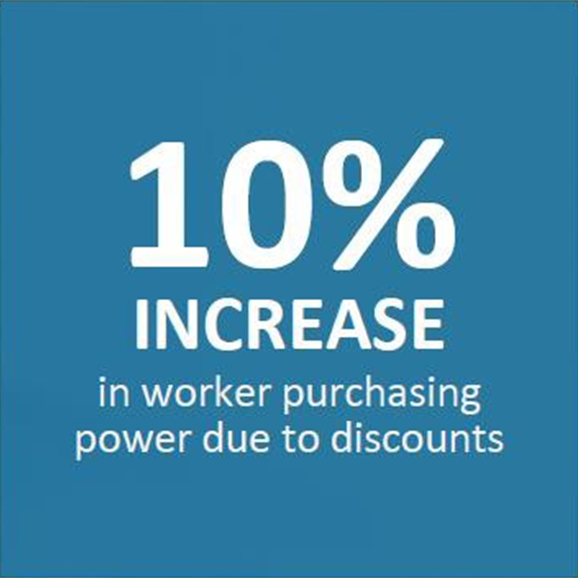 10%
INCREASE
in worker purchasing
power due to discounts